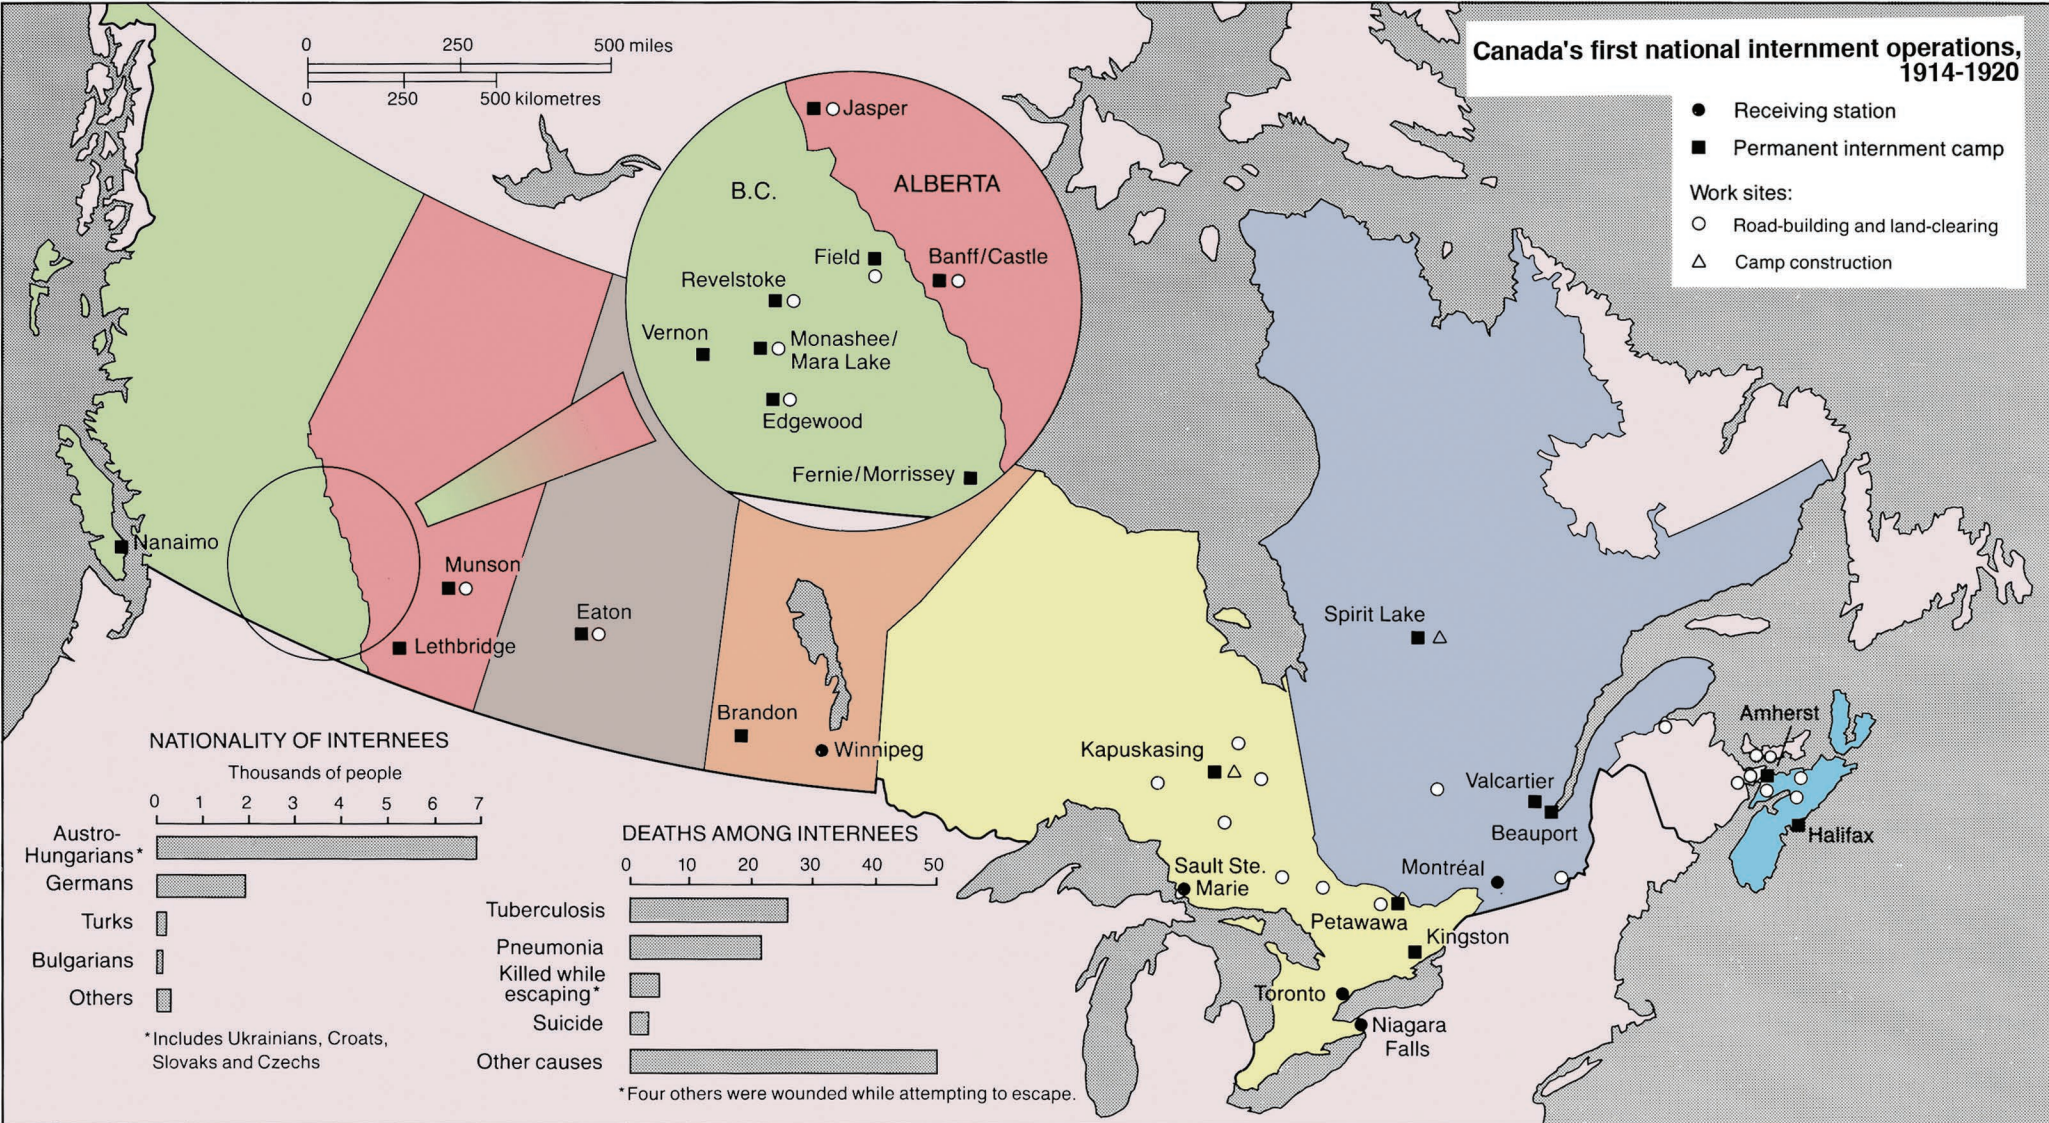 Canada's first national internment operations,
1914-1920
Receiving station
Permanent internment camp
Work sites:
Road-building and land-clearing
Camp construction
0 250 500 miles
0 250 500 kilometres
Jasper
B.C.
ALBERTA
Field
Banff/Castle
Revelstoke
Vernon
Monashee/
Mara Lake
Edgewood
Fernie/Morrissey
Nanaimo
Munson
Lethbridge
Eaton
Brandon
Winnipeg
Kapuskasing
Sault Ste.
Marie
Petawawa
Kingston
Toronto
Niagara
Falls
Spirit Lake
Valcartier
Beauport
Montréal
Amherst
Halifax
NATIONALITY OF INTERNEES
Thousands of people
0 1 2 3 4 5 6 7
Austro-
Hungarians*
Germans
Turks
Bulgarians
Others
*Includes Ukrainians, Croats,
Slovaks and Czechs
DEATHS AMONG INTERNEES
0 10 20 30 40 50
Tuberculosis
Pneumonia
Killed while
escaping*
Suicide
Other causes
*Four others were wounded while attempting to escape.